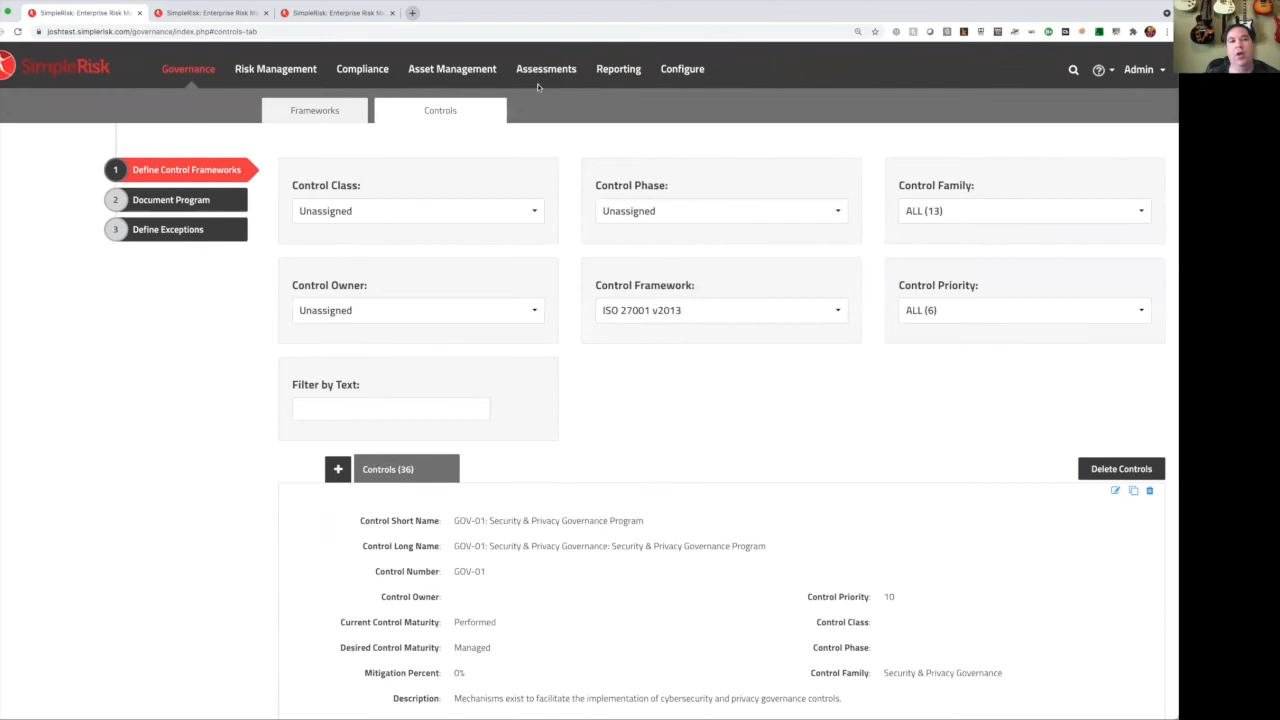 SimpleRisk: Enterprise Risk Ma
SimpleRisk: Enterprise Risk Ma
SimpleRisk: Enterprise Risk Ma
joshtest.simplerisk.com/governance/index.php#controls-tab
SimpleRisk
Governance
Risk Management
Compliance
Asset Management
Assessments
Reporting
Configure
Admin
Frameworks
Controls
1 Define Control Frameworks
2 Document Program
3 Define Exceptions
Control Class:
Unassigned
Control Phase:
Unassigned
Control Family:
ALL (13)
Control Owner:
Unassigned
Control Framework:
ISO 27001 v2013
Control Priority:
ALL (6)
Filter by Text:
Controls (36)
Delete Controls
Control Short Name: GOV-01: Security & Privacy Governance Program
Control Long Name: GOV-01: Security & Privacy Governance: Security & Privacy Governance Program
Control Number: GOV-01
Control Owner:
Control Priority: 10
Current Control Maturity: Performed
Control Class:
Desired Control Maturity: Managed
Control Phase:
Mitigation Percent: 0%
Control Family: Security & Privacy Governance
Description: Mechanisms exist to facilitate the implementation of cybersecurity and privacy governance controls.